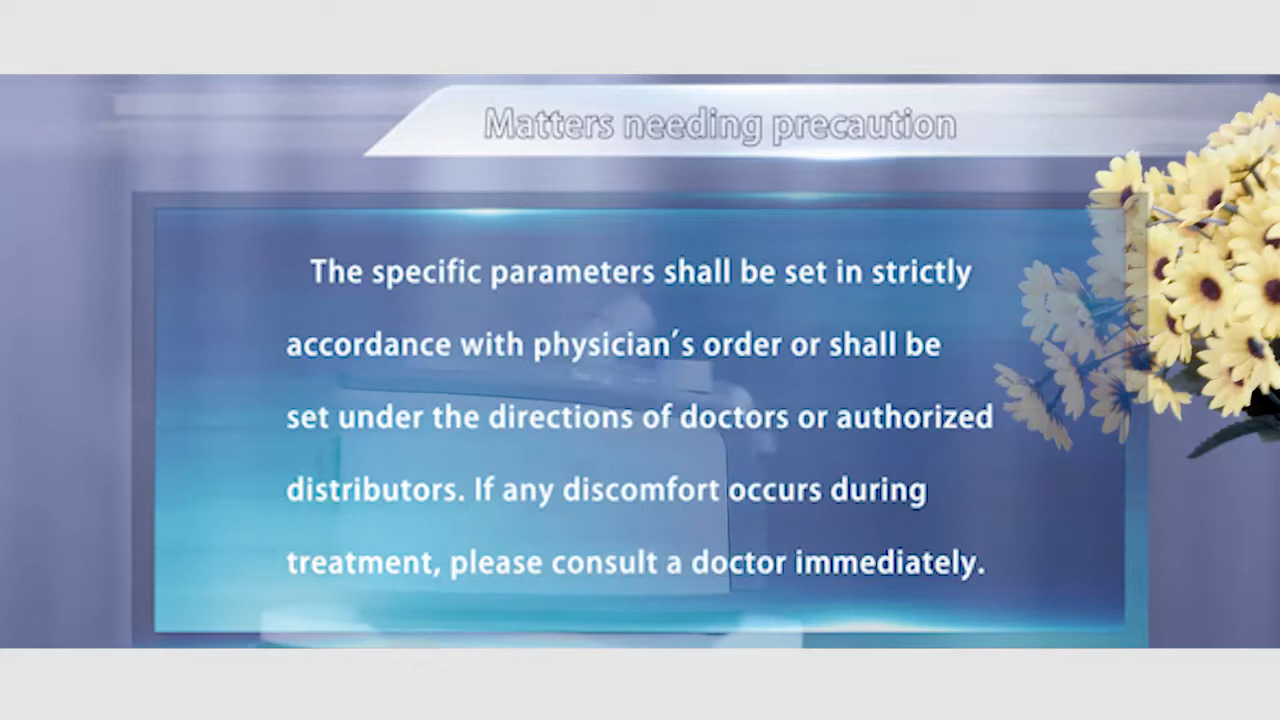 Matters needing precaution
The specific parameters shall be set in strictly
accordance with physician´s order or shall be
set under the directions of doctors or authorized
distributors. If any discomfort occurs during
treatment, please consult a doctor immediately.